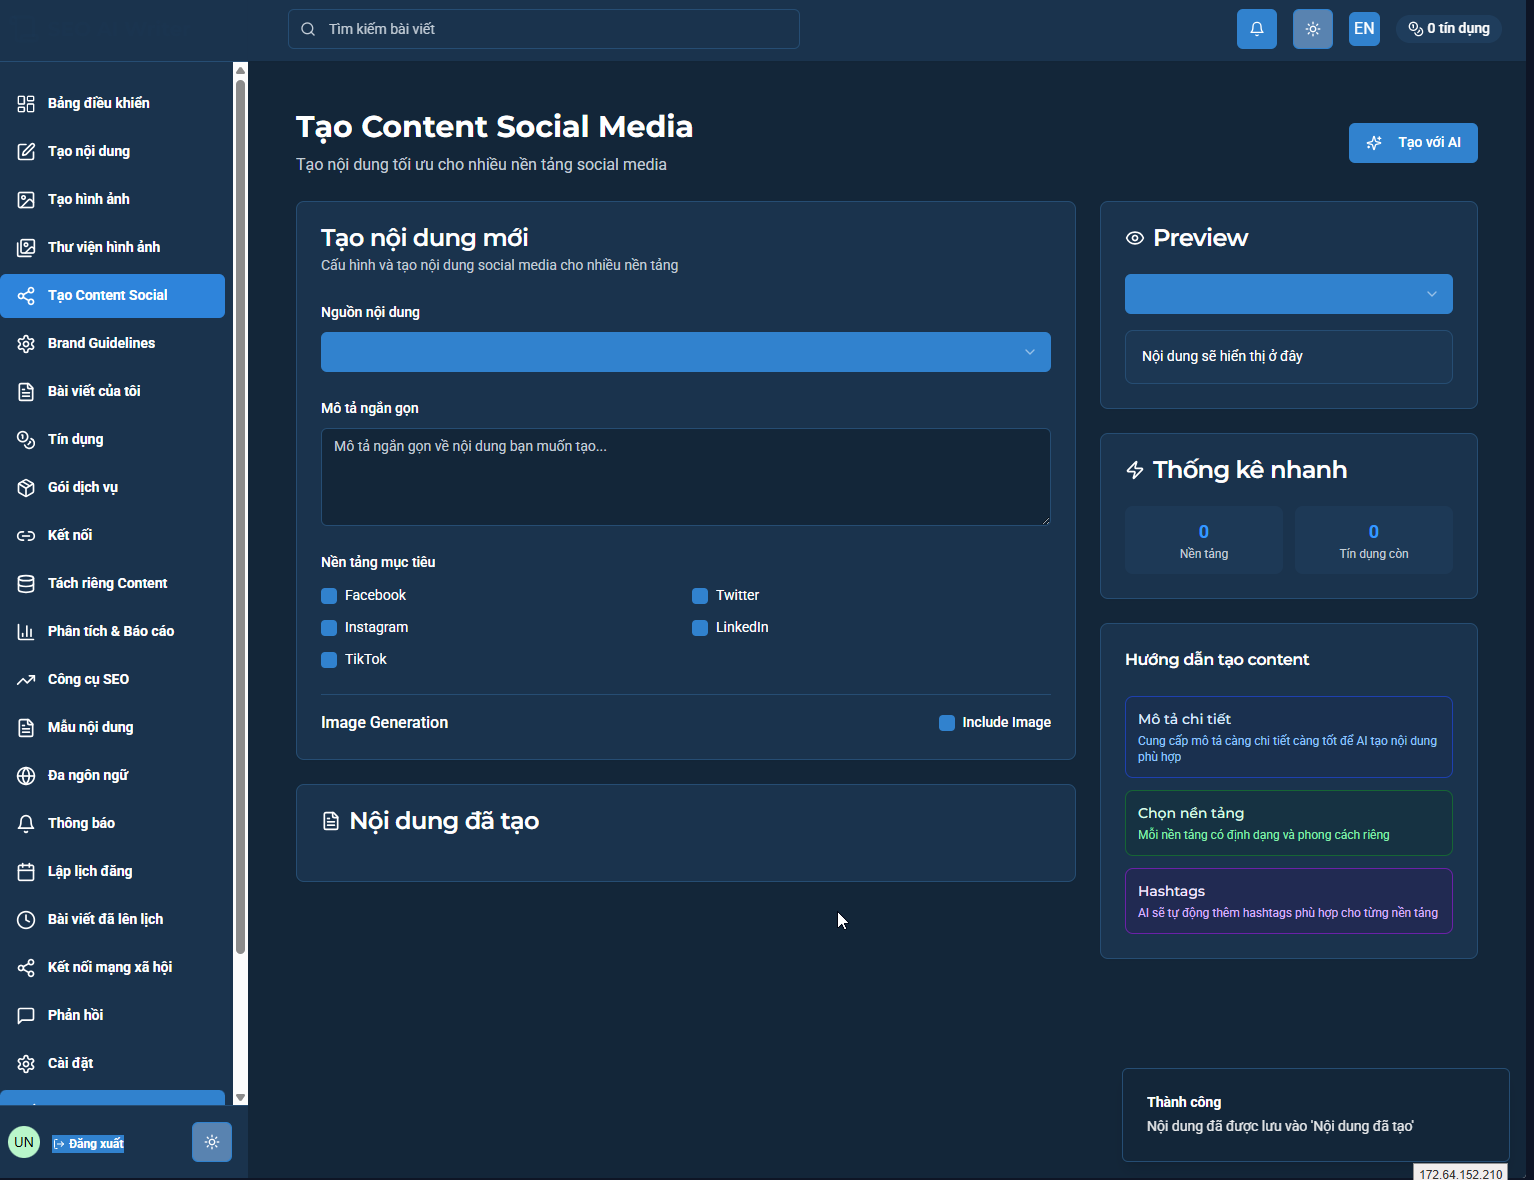 Tìm kiếm bài viết
EN
0 tín dụng
Bảng điều khiển
Tạo nội dung
Tạo hình ảnh
Thư viện hình ảnh
Tạo Content Social
Brand Guidelines
Bài viết của tôi
Tín dụng
Gói dịch vụ
Kết nối
Tách riêng Content
Phân tích & Báo cáo
Công cụ SEO
Mẫu nội dung
Đa ngôn ngữ
Thông báo
Lập lịch đăng
Bài viết đã lên lịch
Kết nối mạng xã hội
Phản hồi
Cài đặt
UN
Đăng xuất
Tạo Content Social Media
Tạo nội dung tối ưu cho nhiều nền tảng social media
Tạo với AI
Tạo nội dung mới
Cấu hình và tạo nội dung social media cho nhiều nền tảng
Nguồn nội dung
Mô tả ngắn gọn
Mô tả ngắn gọn về nội dung bạn muốn tạo...
Nền tảng mục tiêu
Facebook
Twitter
Instagram
LinkedIn
TikTok
Image Generation
Include Image
Nội dung đã tạo
Preview
Nội dung sẽ hiển thị ở đây
Thống kê nhanh
0
Nền tảng
0
Tín dụng còn
Hướng dẫn tạo content
Mô tả chi tiết
Cung cấp mô tả càng chi tiết càng tốt để AI tạo nội dung
phù hợp
Chọn nền tảng
Mỗi nền tảng có định dạng và phong cách riêng
Hashtags
AI sẽ tự động thêm hashtags phù hợp cho từng nền tảng
Thành công
Nội dung đã được lưu vào 'Nội dung đã tạo'
172.64.152.210